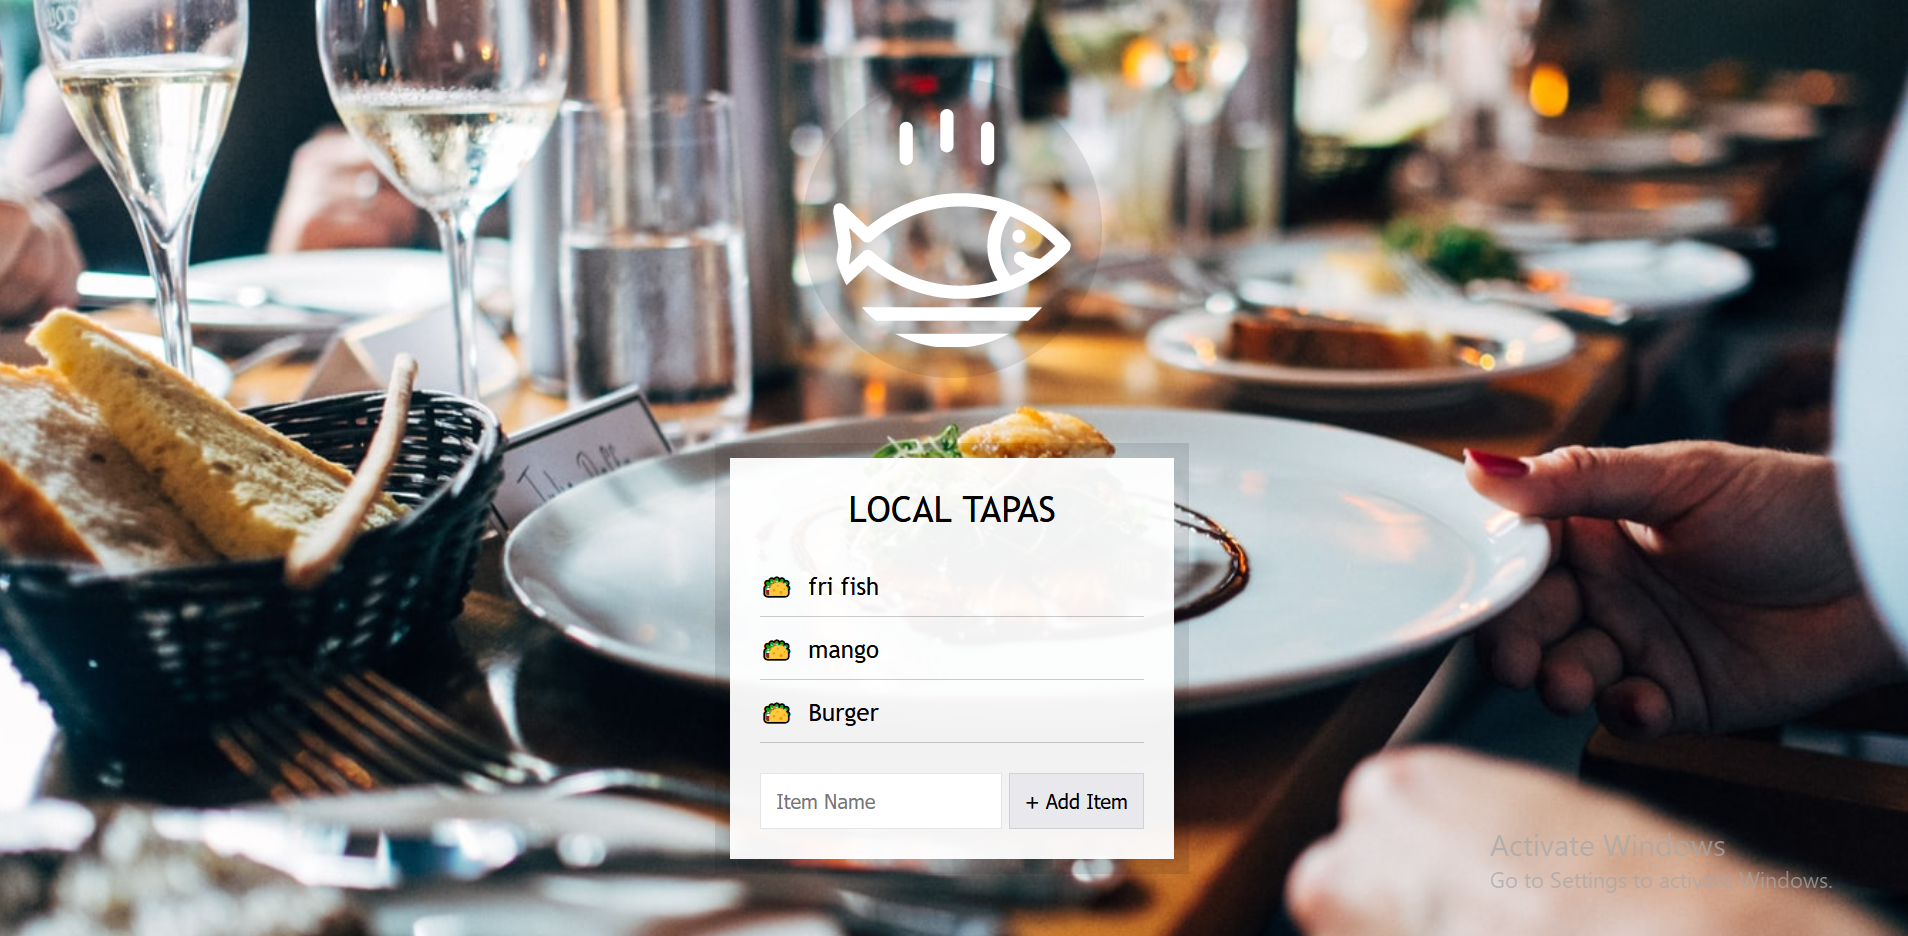 LOCAL TAPAS
fri fish
mango
Burger
Item Name
+ Add Item
Activate Windows
Go to Settings to activate Windows.